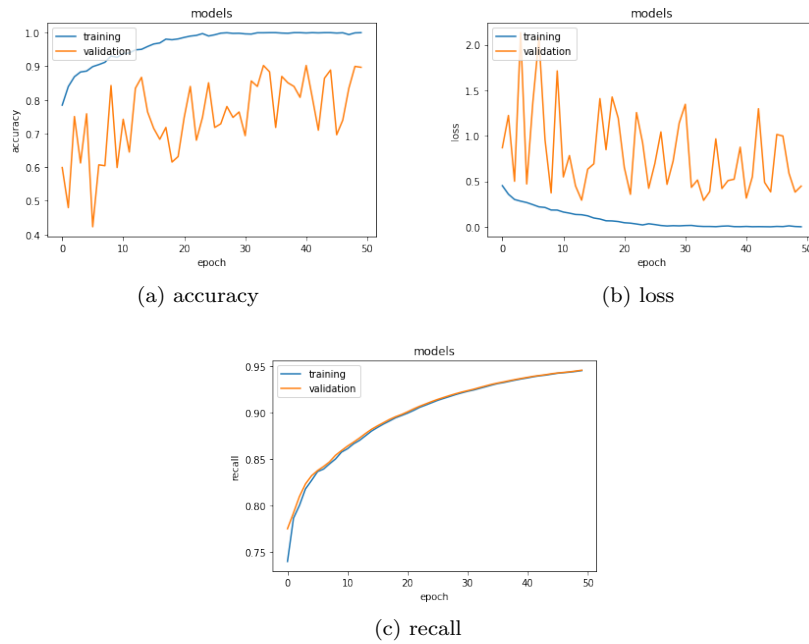 models
training
validation
accuracy
1.0
0.9
0.8
0.7
0.6
0.5
0.4
0
10
20
30
40
50
epoch
(a) accuracy
models
training
validation
loss
2.0
1.5
1.0
0.5
0.0
0
10
20
30
40
50
epoch
(b) loss
models
training
validation
recall
0.95
0.90
0.85
0.80
0.75
0
10
20
30
40
50
epoch
(c) recall